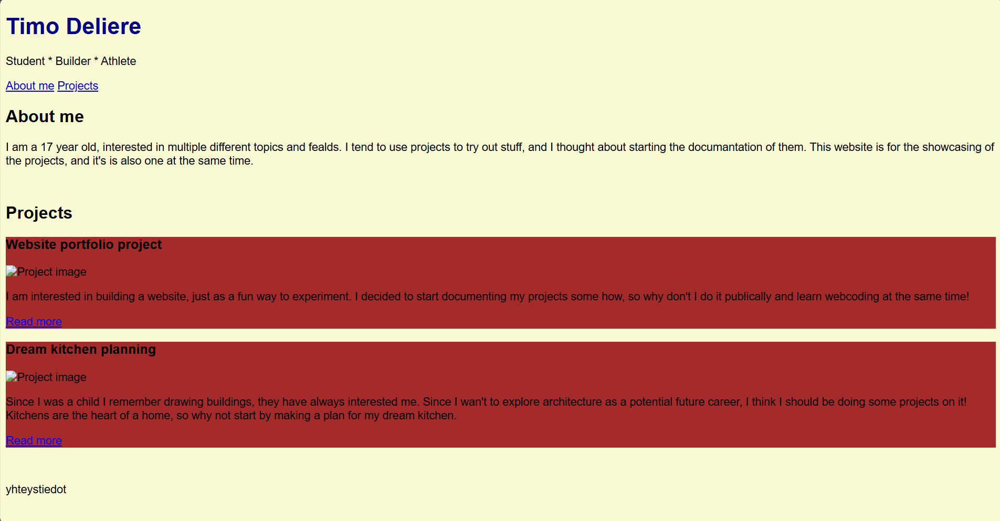 Timo Deliere
Student * Builder * Athlete
About me Projects
About me
I am a 17 year old, interested in multiple different topics and fealds. I tend to use projects to try out stuff, and I thought about starting the documantation of them. This website is for the showcasing of
the projects, and it's is also one at the same time.
Projects
Website portfolio project
Project image
I am interested in building a website, just as a fun way to experiment. I decided to start documenting my projects some how, so why don't I do it publically and learn webcoding at the same time!
Read more
Dream kitchen planning
Project image
Since I was a child I remember drawing buildings, they have always interested me. Since I wan't to explore architecture as a potential future career, I think I should be doing some projects on it!
Kitchens are the heart of a home, so why not start by making a plan for my dream kitchen.
Read more
yhteystiedot